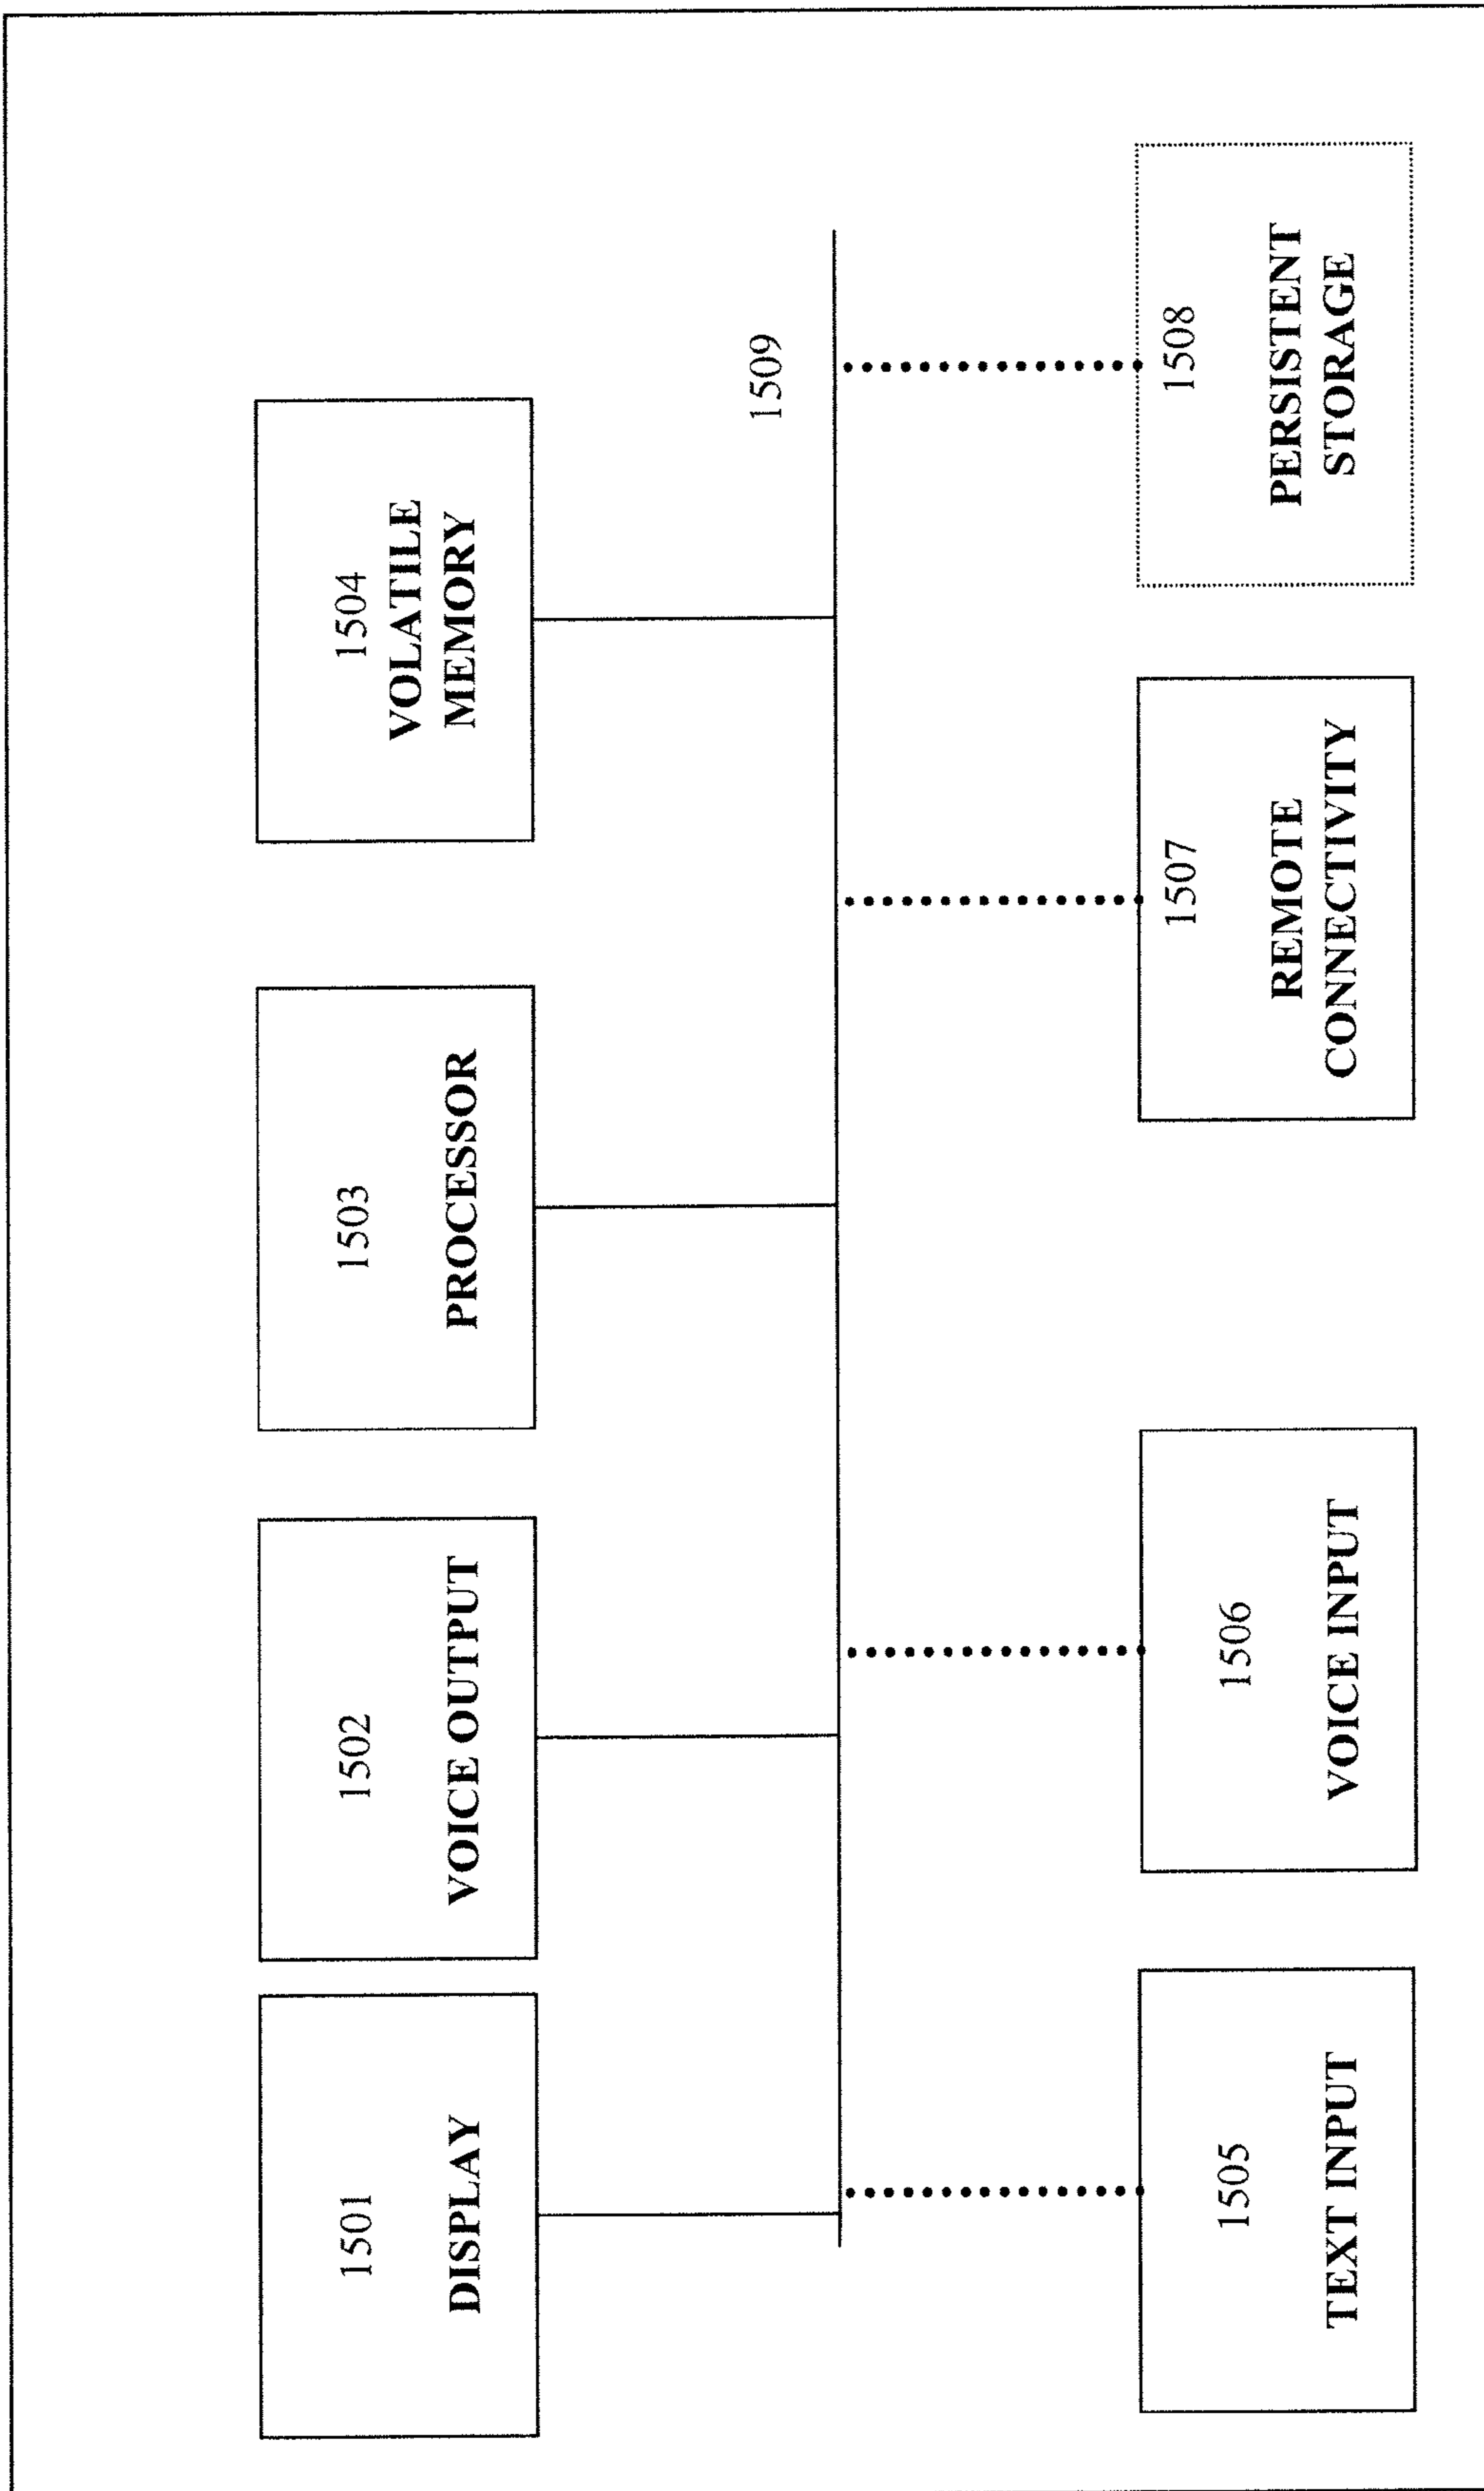 1501
DISPLAY
1502
VOICE OUTPUT
1503
PROCESSOR
1504
VOLATILE
MEMORY
1509
1505
TEXT INPUT
1506
VOICE INPUT
1507
REMOTE
CONNECTIVITY
1508
PERSISTENT
STORAGE